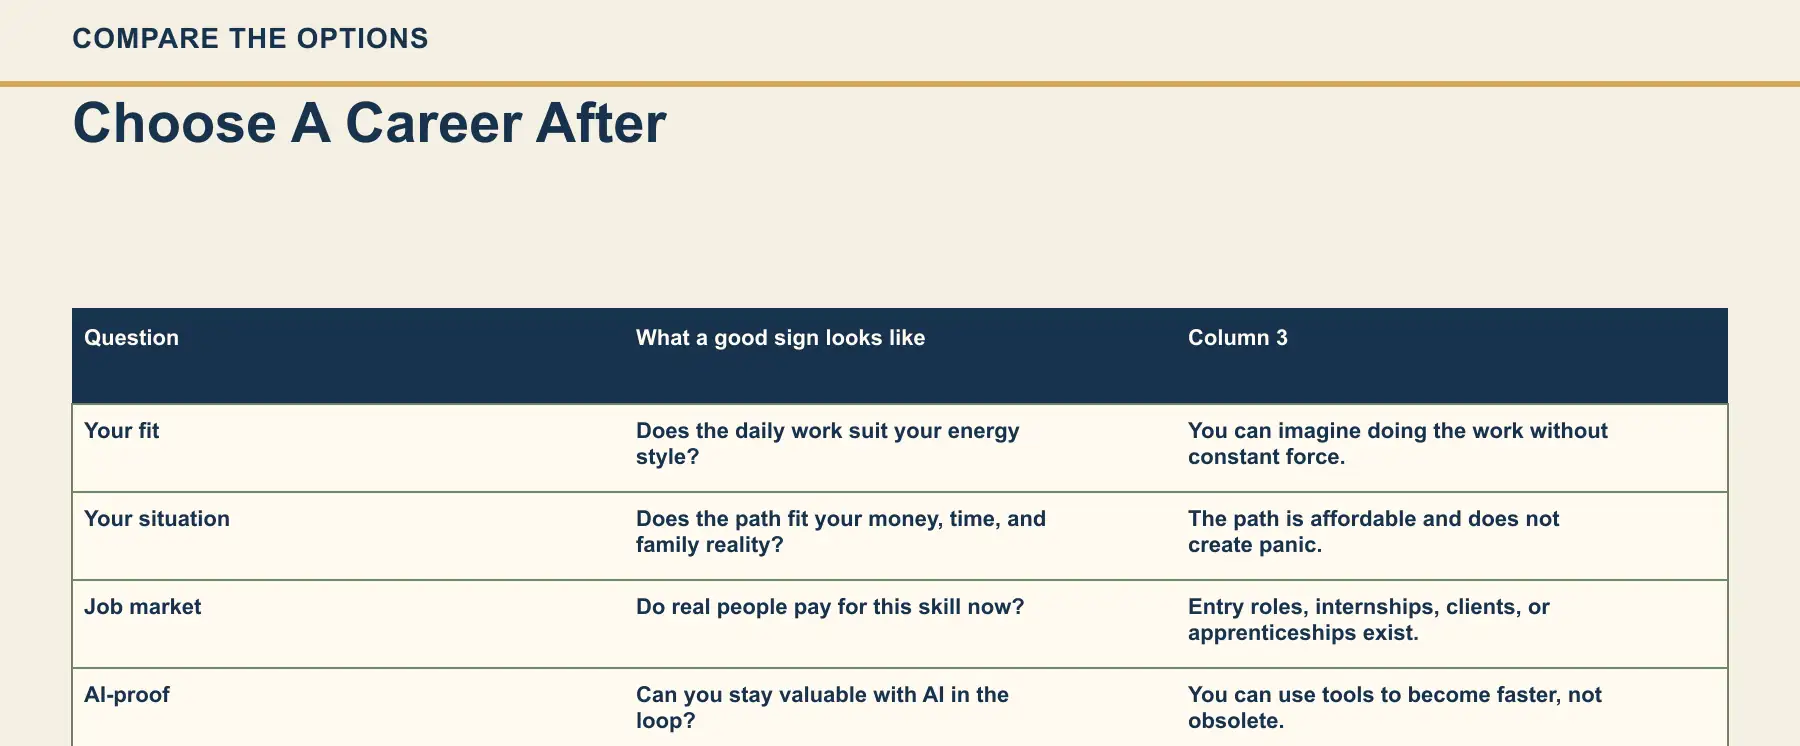 COMPARE THE OPTIONS
Choose A Career After
Question
What a good sign looks like
Column 3
Your fit
Does the daily work suit your energy
style?
You can imagine doing the work without
constant force.
Your situation
Does the path fit your money, time, and
family reality?
The path is affordable and does not
create panic.
Job market
Do real people pay for this skill now?
Entry roles, internships, clients, or
apprenticeships exist.
AI-proof
Can you stay valuable with AI in the
loop?
You can use tools to become faster, not
obsolete.